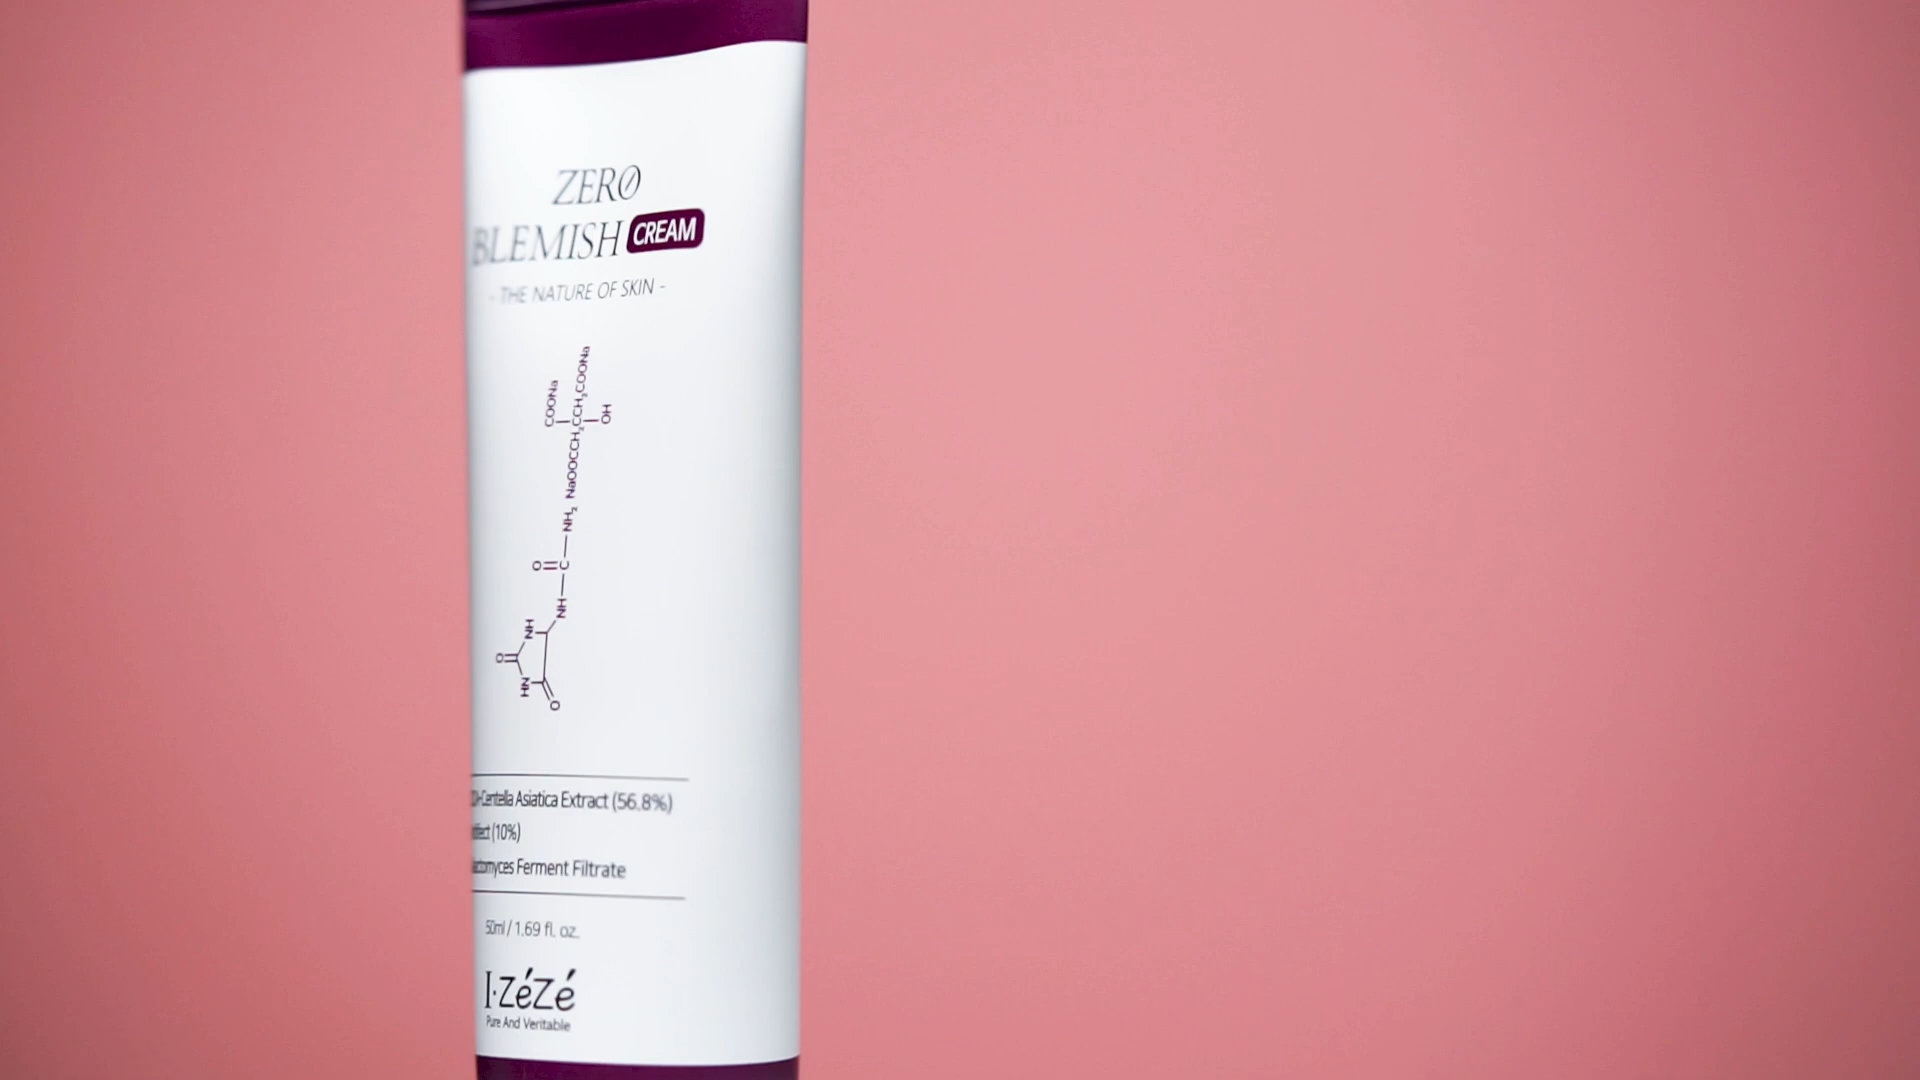 ZERO
BLEMISH CREAM
- THE NATURE OF SKIN -
COONa
NaOOCCH₂CCH₂COONa
OH
NH₂
O C
NH
NH
O
HN
O
Centella Asiatica Extract (56.8%)
(10%)
Ferment Filtrate
50ml / 1.69 fl. oz.
I·ZéZé
Pure And Veritable